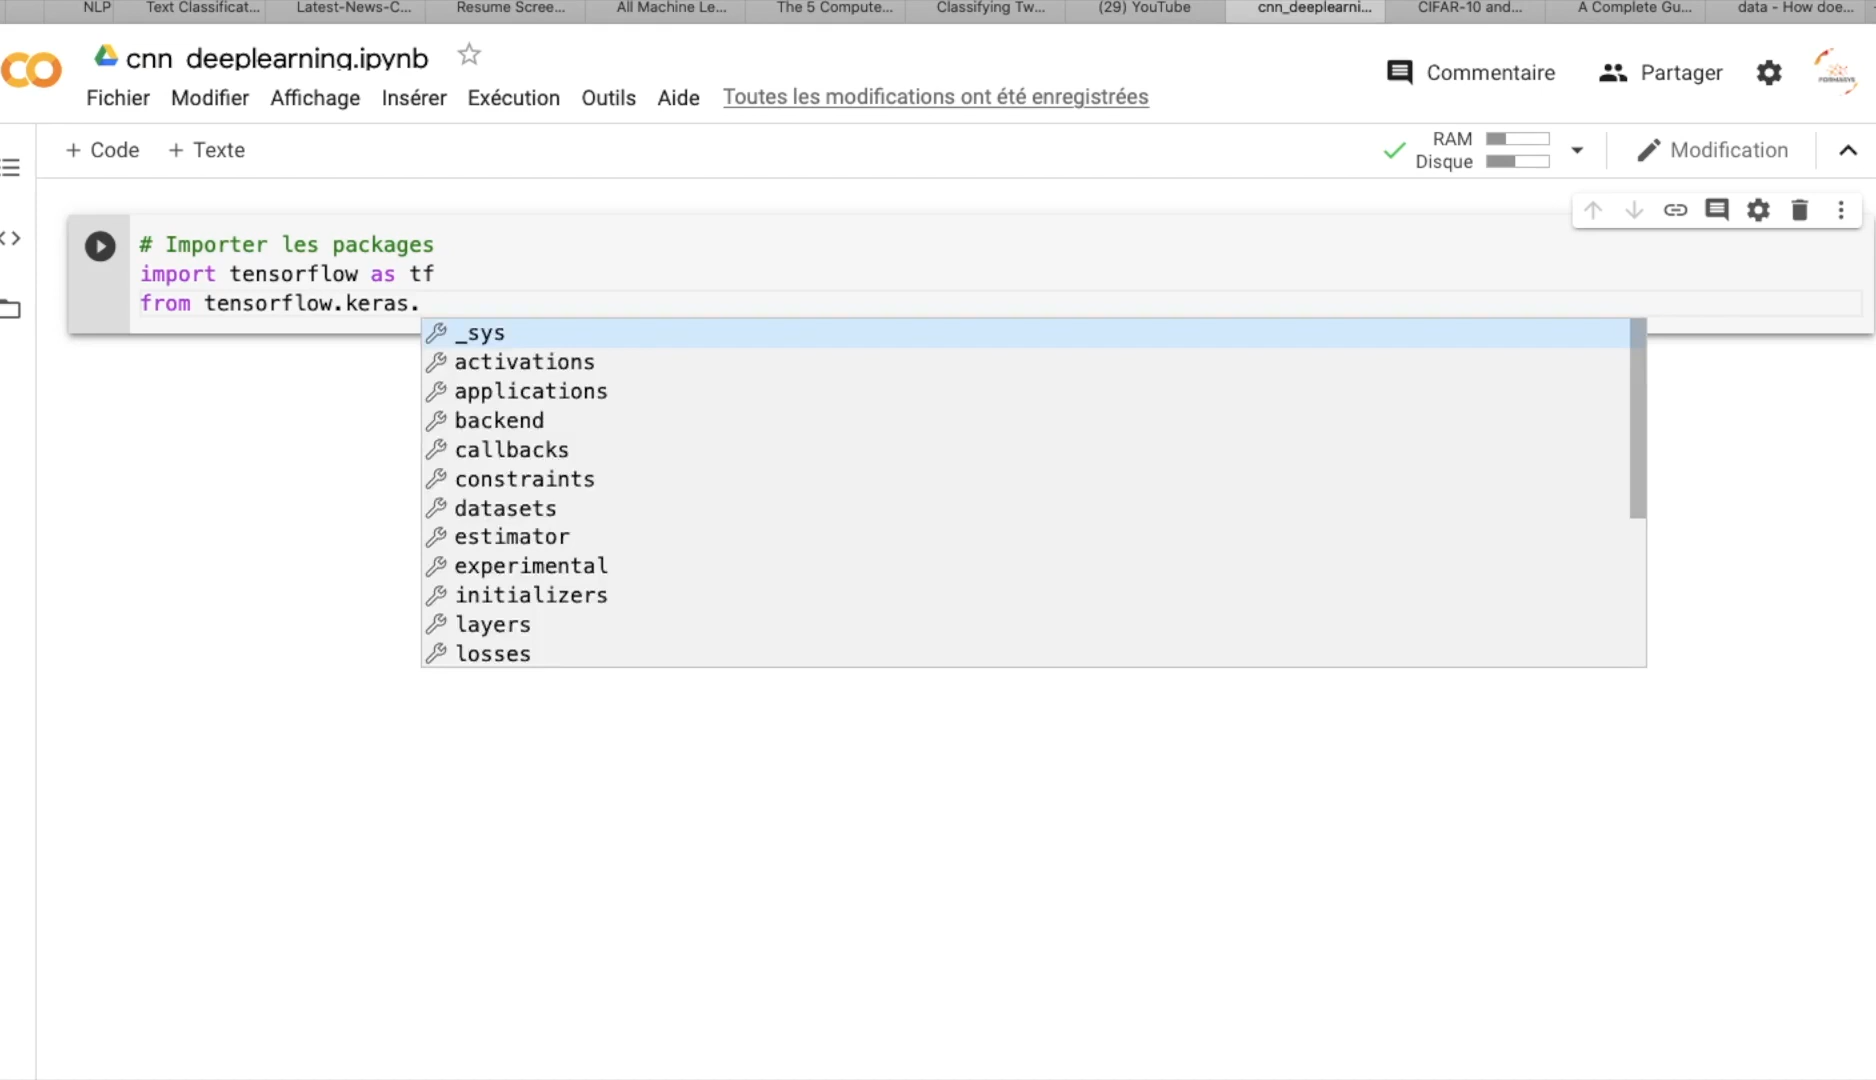 NLP
Text Classificat...
Latest-News-C...
Resume Scree...
All Machine Le...
The 5 Compute...
Classifying Tw...
(29) YouTube
cnn_deeplearni...
CIFAR-10 and...
A Complete Gu...
data - How doe...
cnn_deeplearning.ipynb
Commentaire
Partager
Fichier Modifier Affichage Insérer Exécution Outils Aide Toutes les modifications ont été enregistrées
+ Code + Texte
RAM
Disque
Modification
# Importer les packages
import tensorflow as tf
from tensorflow.keras.
_sys
activations
applications
backend
callbacks
constraints
datasets
estimator
experimental
initializers
layers
losses